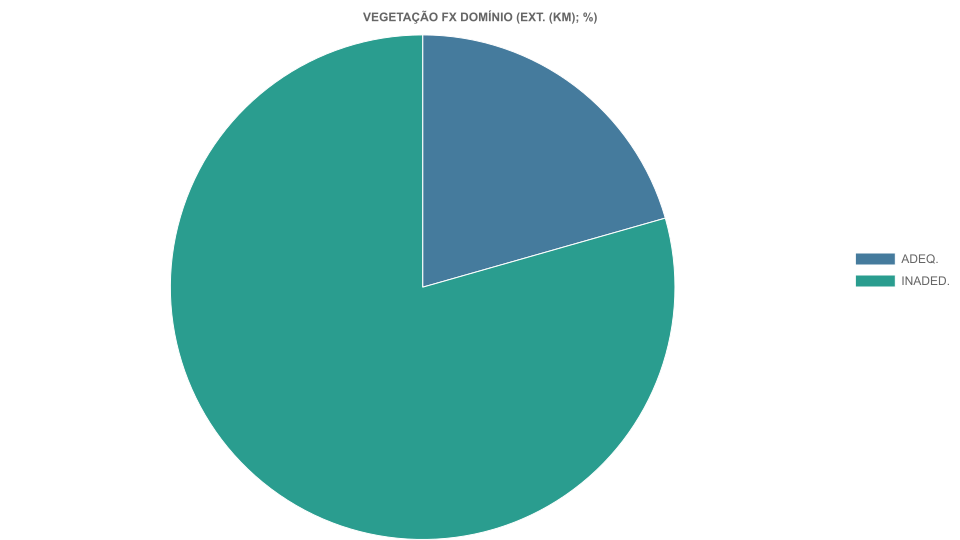 VEGETAÇÃO FX DOMÍNIO (EXT. (KM); %)
ADEQ.
INADED.